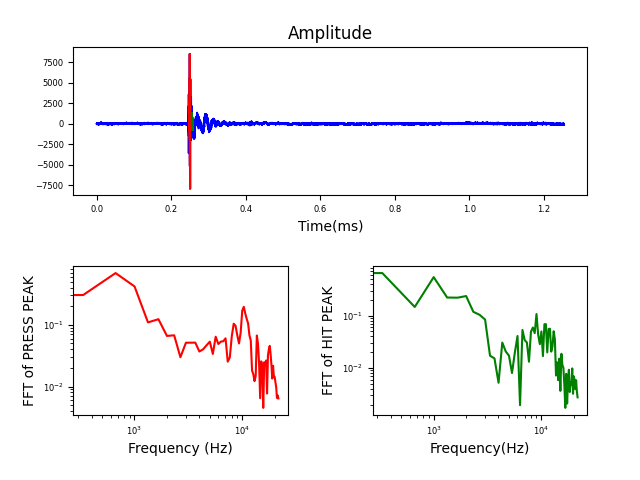 Amplitude
7500
5000
2500
0
−2500
−5000
−7500
0.0 0.2 0.4 0.6 0.8 1.0 1.2
Time(ms)
FFT of PRESS PEAK
10⁻¹
10⁻²
10³ 10⁴
Frequency (Hz)
FFT of HIT PEAK
10⁻¹
10⁻²
10³ 10⁴
Frequency(Hz)